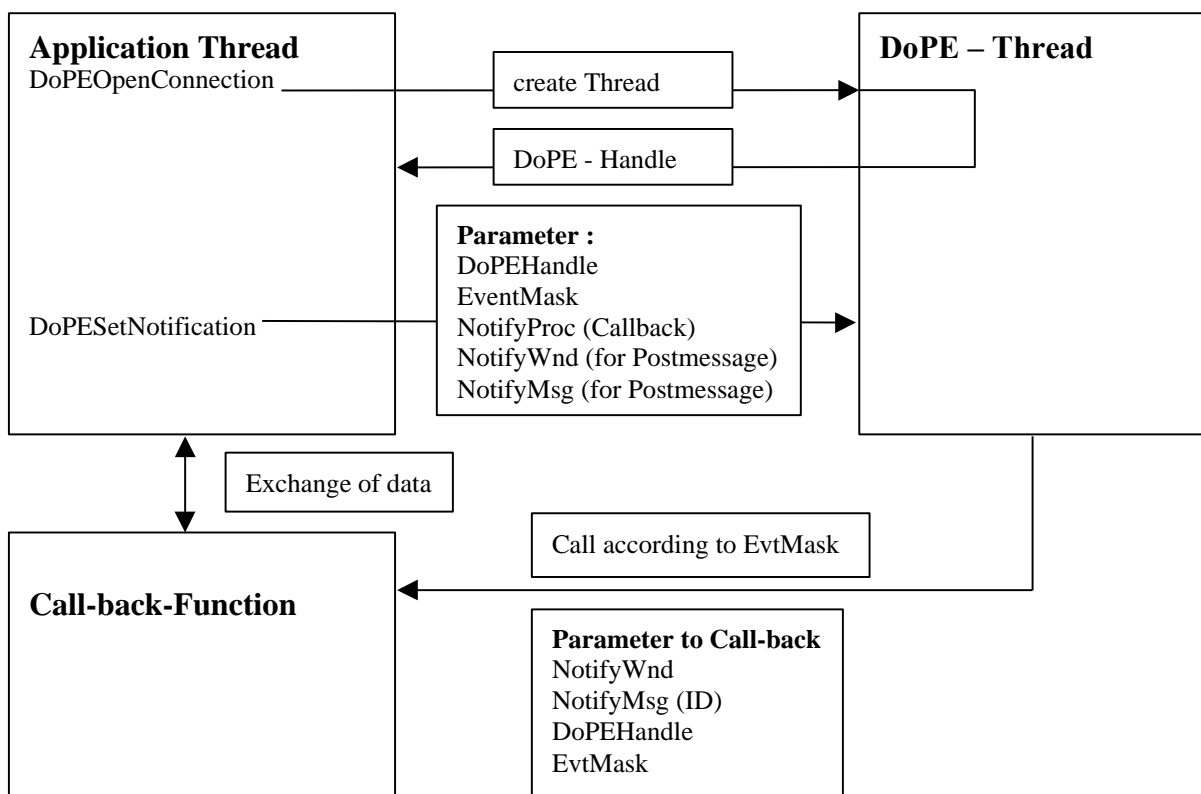 Application Thread
DoPEOpenConnection
create Thread
DoPE – Thread
DoPE - Handle
Parameter :
DoPEHandle
EventMask
NotifyProc (Callback)
NotifyWnd (for Postmessage)
NotifyMsg (for Postmessage)
DoPESetNotification
Exchange of data
Call according to EvtMask
Call-back-Function
Parameter to Call-back
NotifyWnd
NotifyMsg (ID)
DoPEHandle
EvtMask